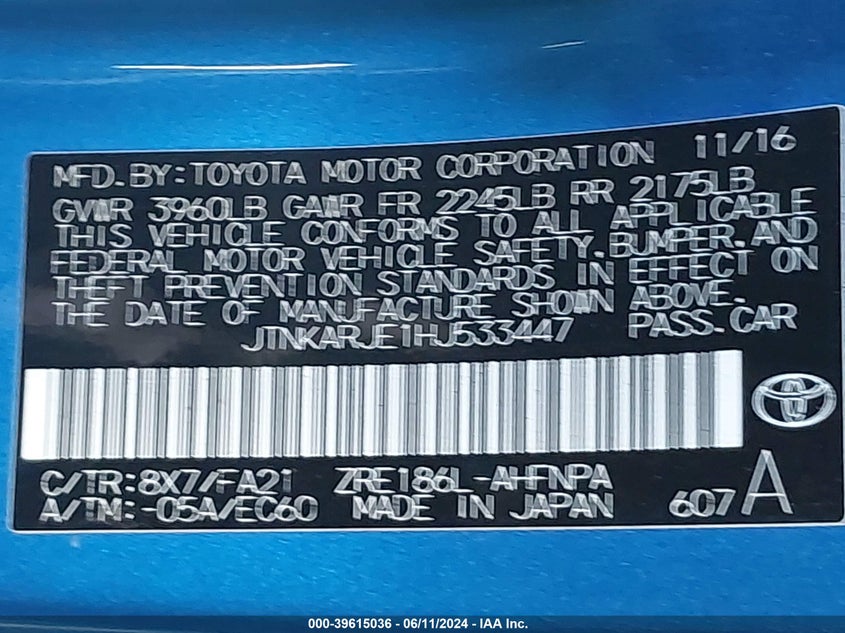 MFD.BY:TOYOTA MOTOR CORPORATION 11/16
GVWR 3960LB GAWR FR 2245LB RR 2175LB
THIS VEHICLE CONFORMS TO ALL APPLICABLE
FEDERAL MOTOR VEHICLE SAFETY,BUMPER,AND
THEFT PREVENTION STANDARDS IN EFFECT ON
THE DATE OF MANUFACTURE SHOWN ABOVE.
JTNKARJE1HJ533447 PASS.CAR
C/TR:8X7/FA21 ZRE186L-AHFNPA
A/TM:-05A/EC60 MADE IN JAPAN 607 A
000-39615036 - 06/11/2024 - IAA Inc.